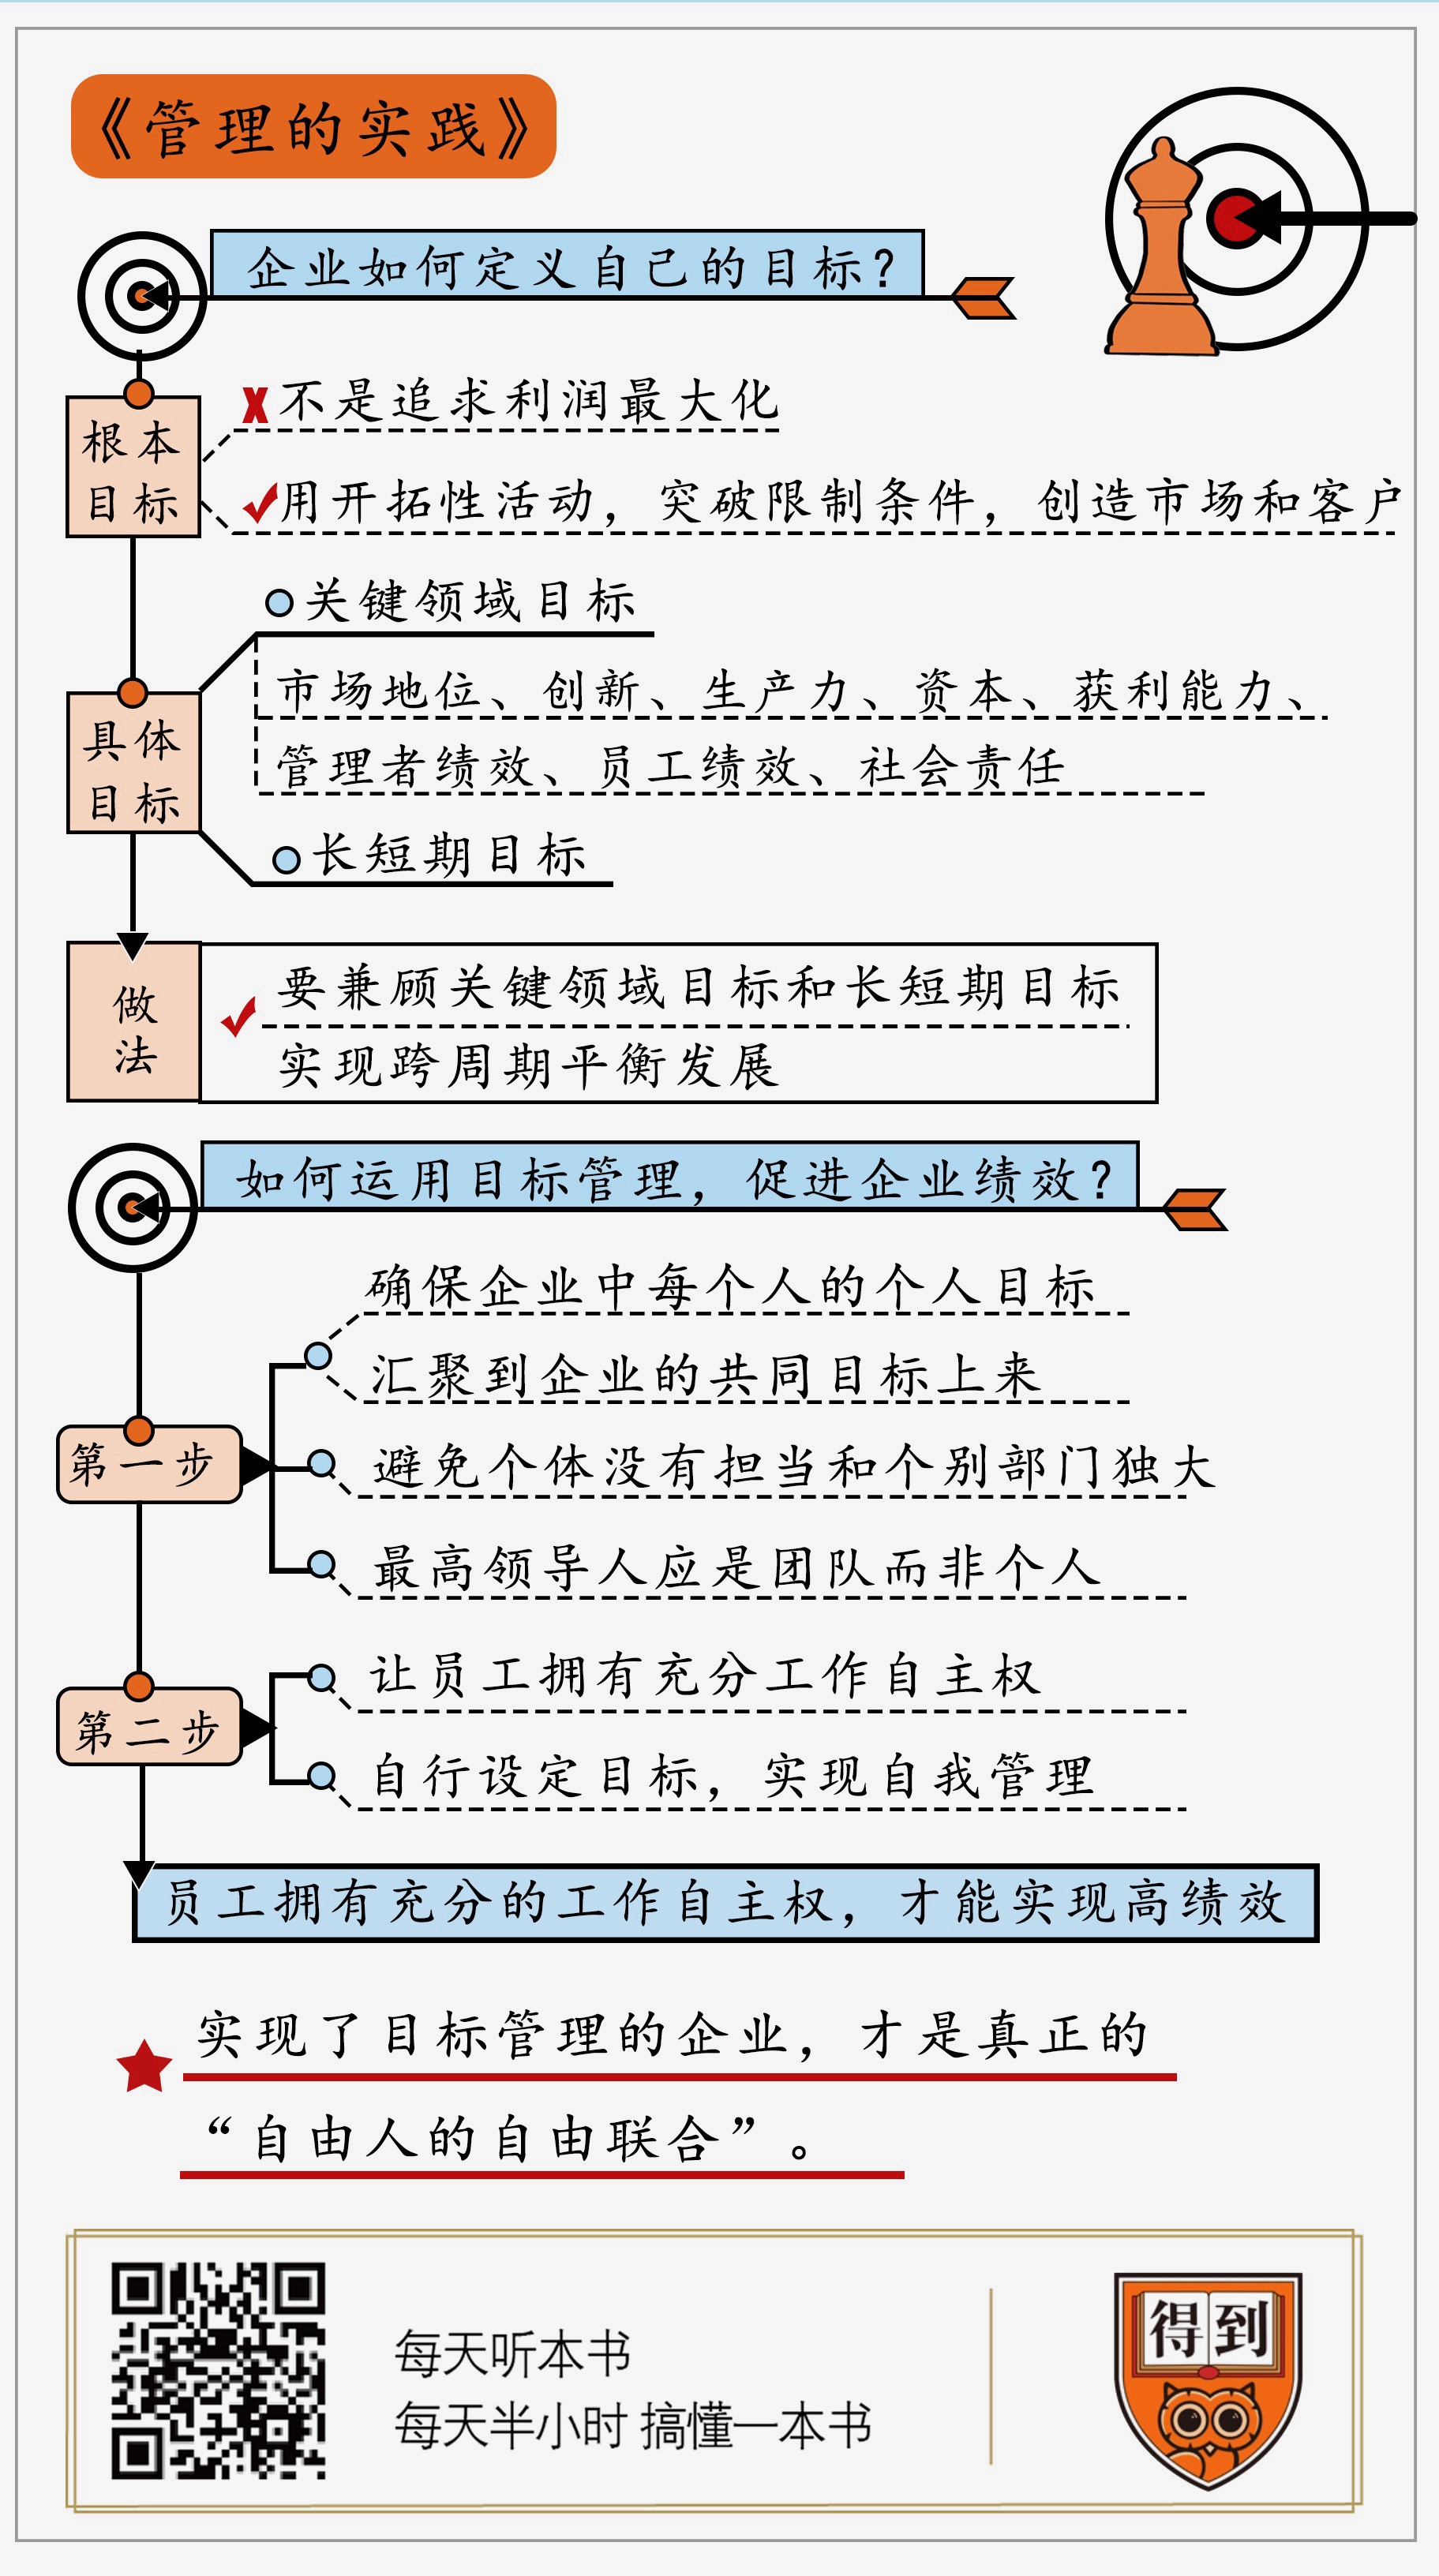 《管理的实践》
企业如何定义自己的目标？
根本
目标
不是追求利润最大化
用开拓性活动，突破限制条件，创造市场和客户
关键领域目标
市场地位、创新、生产力、资本、获利能力、
管理者绩效、员工绩效、社会责任
具体
目标
长短期目标
做
法
要兼顾关键领域目标和长短期目标
实现跨周期平衡发展
如何运用目标管理，促进企业绩效？
确保企业中每个人的个人目标
汇聚到企业的共同目标上来
第一步
避免个体没有担当和个别部门独大
最高领导人应是团队而非个人
让员工拥有充分工作自主权
第二步
自行设定目标，实现自我管理
员工拥有充分的工作自主权，才能实现高绩效
实现了目标管理的企业，才是真正的
“自由人的自由联合”。
每天听本书
每天半小时 搞懂一本书
得到